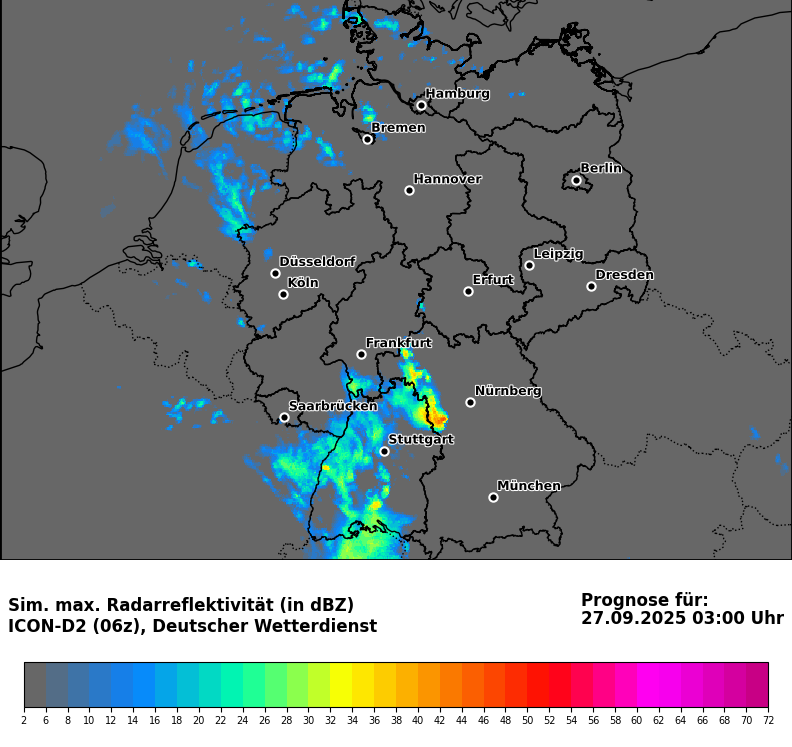 Hamburg
Bremen
Berlin
Hannover
Leipzig
Düsseldorf
Dresden
Köln
Erfurt
Frankfurt
Nürnberg
Saarbrücken
Stuttgart
München
Sim. max. Radarreflektivität (in dBZ)
ICON-D2 (06z), Deutscher Wetterdienst
Prognose für:
27.09.2025 03:00 Uhr
2 6 8 10 12 14 16 18 20 22 24 26 28 30 32 34 36 38 40 42 44 46 48 50 52 54 56 58 60 62 64 66 68 70 72